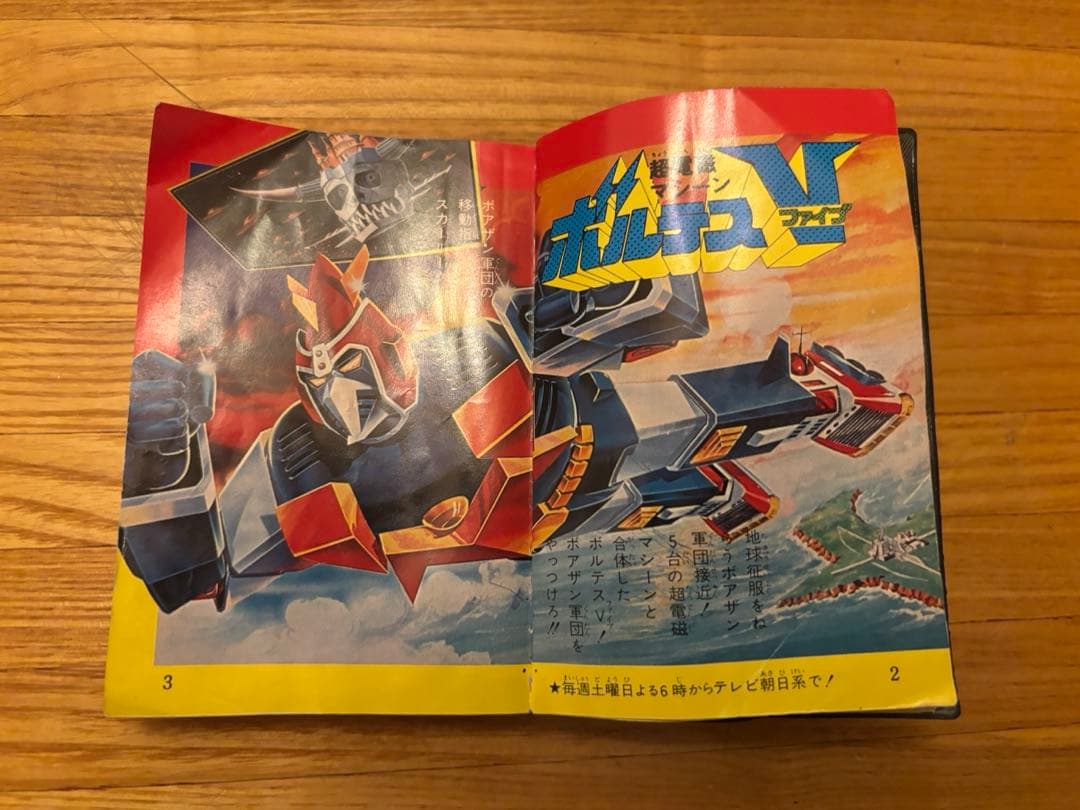 超電磁
マシーン
ボルテスV
ファイブ
地球征服をね
らうボアザン
軍団接近!
5台の超電磁
マシーンと
合体した
ボルテスV!
ボアザン軍団を
やっつけろ!!
★毎週土曜日よる6時からテレビ朝日系で!
2
ボアザン軍団の
移動
スカー
3